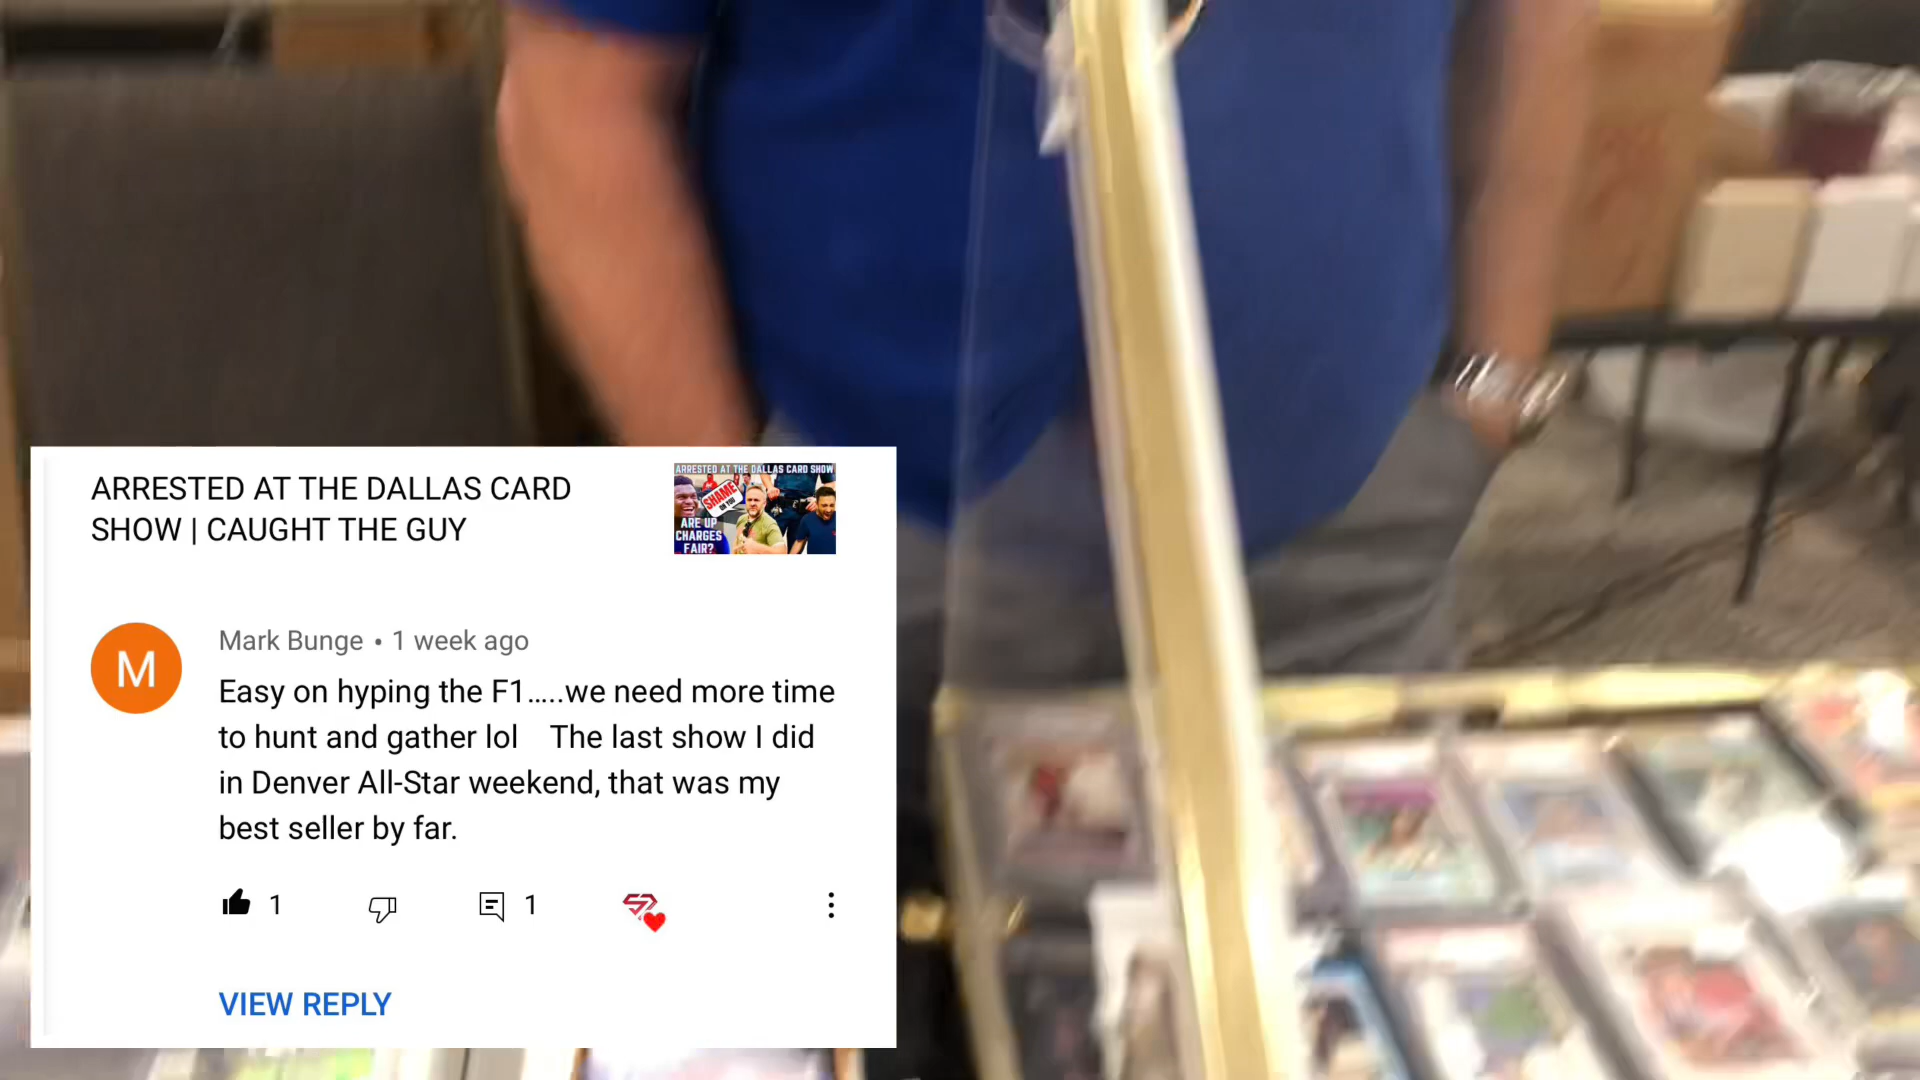 ARRESTED AT THE DALLAS CARD
SHOW | CAUGHT THE GUY
ARRESTED AT THE DALLAS CARD SHOW
SHAME
ON YOU
ARE UP
CHARGES
FAIR?
M
Mark Bunge • 1 week ago
Easy on hyping the F1.....we need more time
to hunt and gather lol    The last show I did
in Denver All-Star weekend, that was my
best seller by far.
1
1
VIEW REPLY